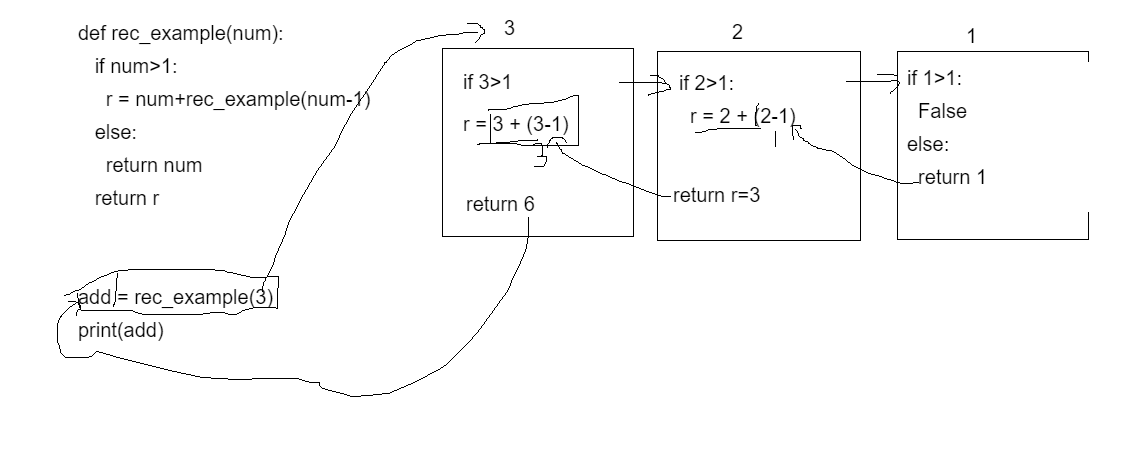 def rec_example(num):
if num>1:
r = num+rec_example(num-1)
else:
return num
return r
add = rec_example(3)
print(add)
3
if 3>1
r = 3 + (3-1)
3
return 6
2
if 2>1:
r = 2 + (2-1)
1
return r=3
1
if 1>1:
False
else:
return 1